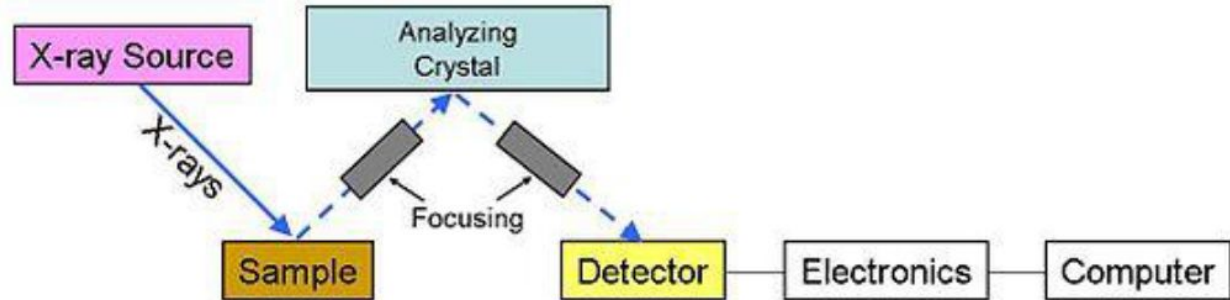 X-ray Source
Analyzing
Crystal
X-rays
Focusing
Sample
Detector
Electronics
Computer